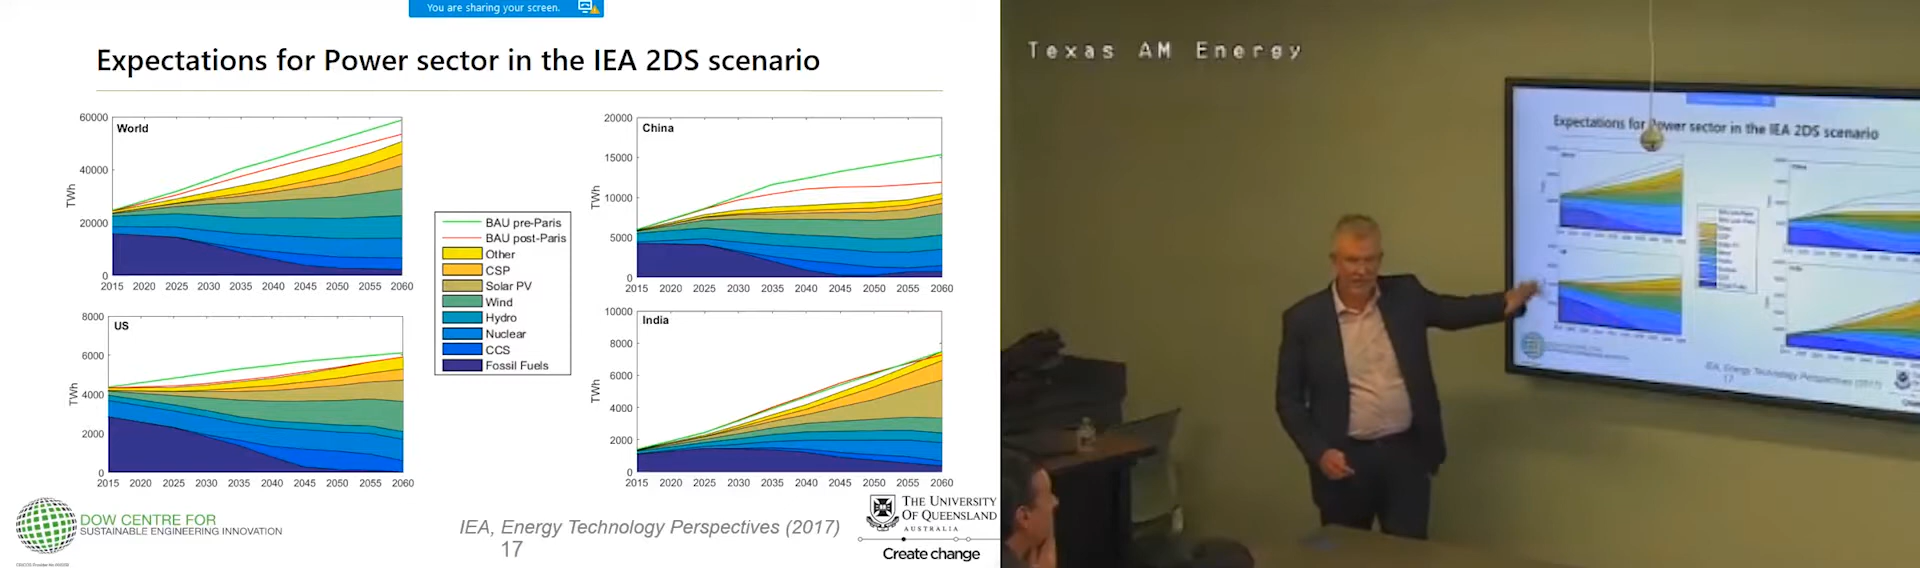 You are sharing your screen.
Expectations for Power sector in the IEA 2DS scenario
World
60000
40000
20000
0
TWh
2015 2020 2025 2030 2035 2040 2045 2050 2055 2060
China
20000
15000
10000
5000
0
TWh
2015 2020 2025 2030 2035 2040 2045 2050 2055 2060
BAU pre-Paris
BAU post-Paris
Other
CSP
Solar PV
Wind
Hydro
Nuclear
CCS
Fossil Fuels
US
8000
6000
4000
2000
0
TWh
2015 2020 2025 2030 2035 2040 2045 2050 2055 2060
India
10000
8000
6000
4000
2000
0
TWh
2015 2020 2025 2030 2035 2040 2045 2050 2055 2060
DOW CENTRE FOR
SUSTAINABLE ENGINEERING INNOVATION
IEA, Energy Technology Perspectives (2017)
17
THE UNIVERSITY
OF QUEENSLAND
AUSTRALIA
Create change
Texas AM Energy
Expectations for Power sector in the IEA 2DS scenario
IEA, Energy Technology Perspectives (2017)
17